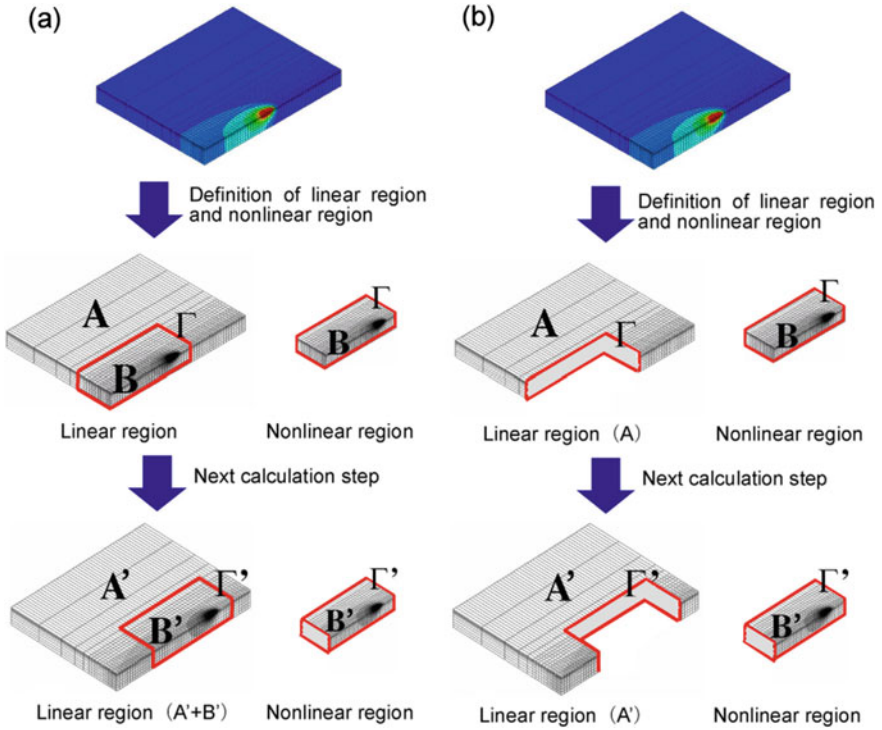 (a)
Definition of linear region
and nonlinear region
A
Γ
B
Γ
B
Linear region
Nonlinear region
Next calculation step
A’
Γ’
B’
Γ’
B’
Linear region (A’+B’)
Nonlinear region
(b)
Definition of linear region
and nonlinear region
A
Γ
Γ
B
Linear region (A)
Nonlinear region
Next calculation step
A’
Γ’
Γ’
B’
Linear region (A’)
Nonlinear region